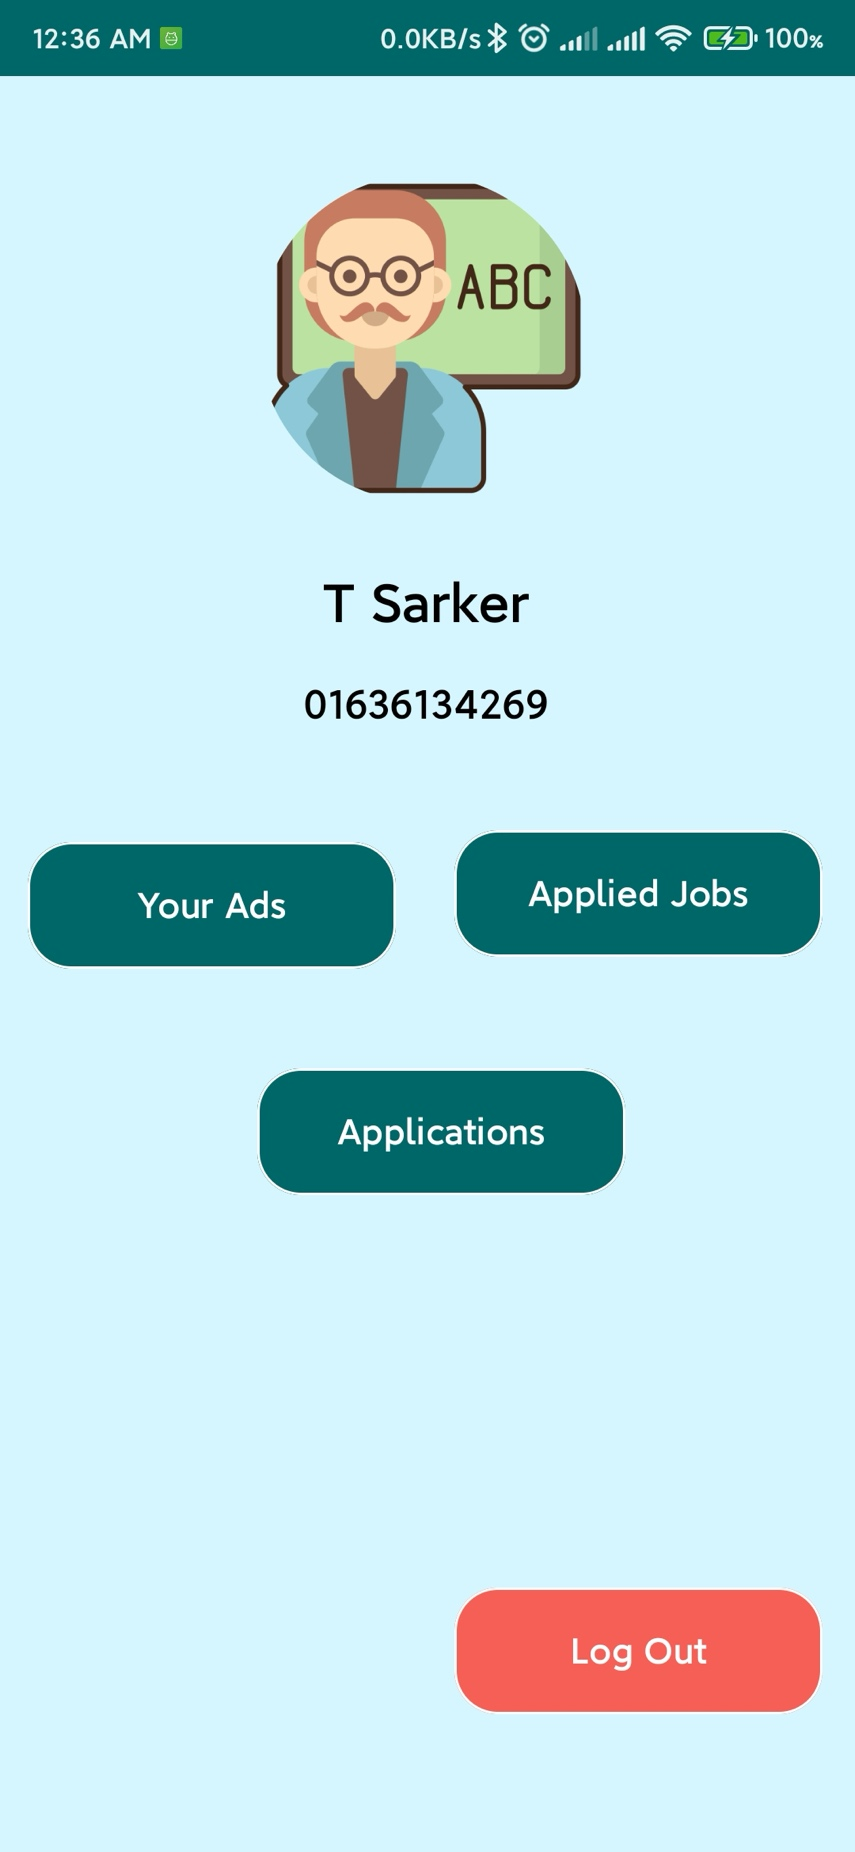 12:36 AM 0.0KB/s 100%
ABC
T Sarker
01636134269
Your Ads
Applied Jobs
Applications
Log Out